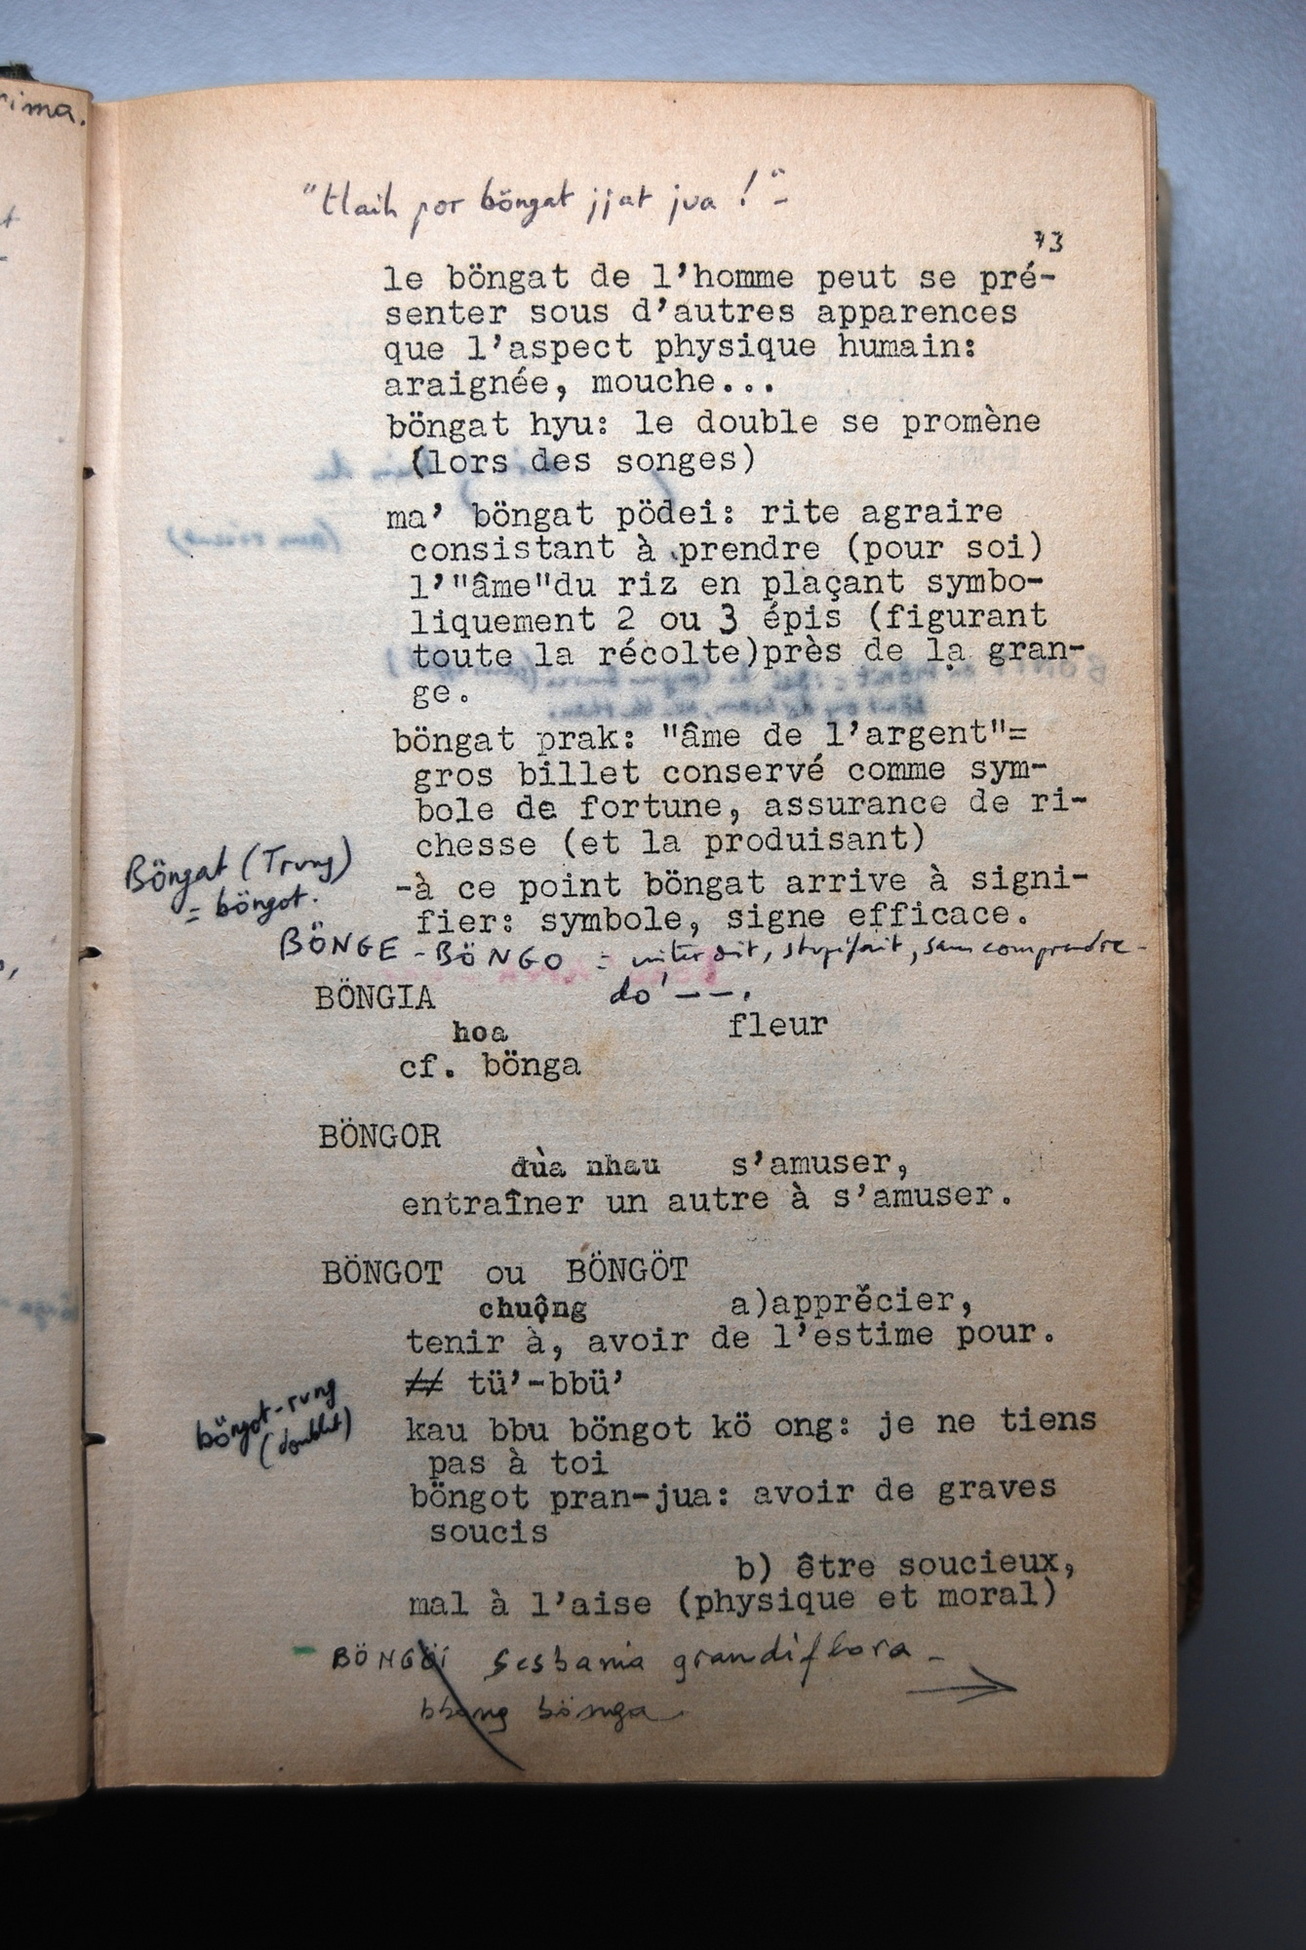 rima.
"tlaih por böngat jjat jua !"-
73
le böngat de l'homme peut se pré-
senter sous d'autres apparences
que l'aspect physique humain:
araignée, mouche...
böngat hyu: le double se promène
(lors des songes)
ma' böngat pödei: rite agraire
consistant à prendre (pour soi)
l'"âme"du riz en plaçant symbo-
liquement 2 ou 3 épis (figurant
toute la récolte)près de la gran-
ge.
böngat prak: "âme de l'argent"=
gros billet conservé comme sym-
bole de fortune, assurance de ri-
chesse (et la produisant)
Böngat (Trung)
= böngot.
-à ce point böngat arrive à signi-
fier: symbole, signe efficace.
BÖNGE - BÖNGO = interdit, stupéfait, sans comprendre -
do' - - .
BÖNGIA
hoa fleur
cf. bönga
BÖNGOR
đùa nhau s'amuser,
entraîner un autre à s'amuser.
BÖNGOT ou BÖNGÖT
chuộng a)apprécier,
tenir à, avoir de l'estime pour.
≠ tü'-bbü'
böngot-rung
(doublet)
kau bbu böngot kö ong: je ne tiens
pas à toi
böngot pran-jua: avoir de graves
soucis
b) être soucieux,
mal à l'aise (physique et moral)
- BÖNGÖI Sesbania grandiflora -
bbang bönga